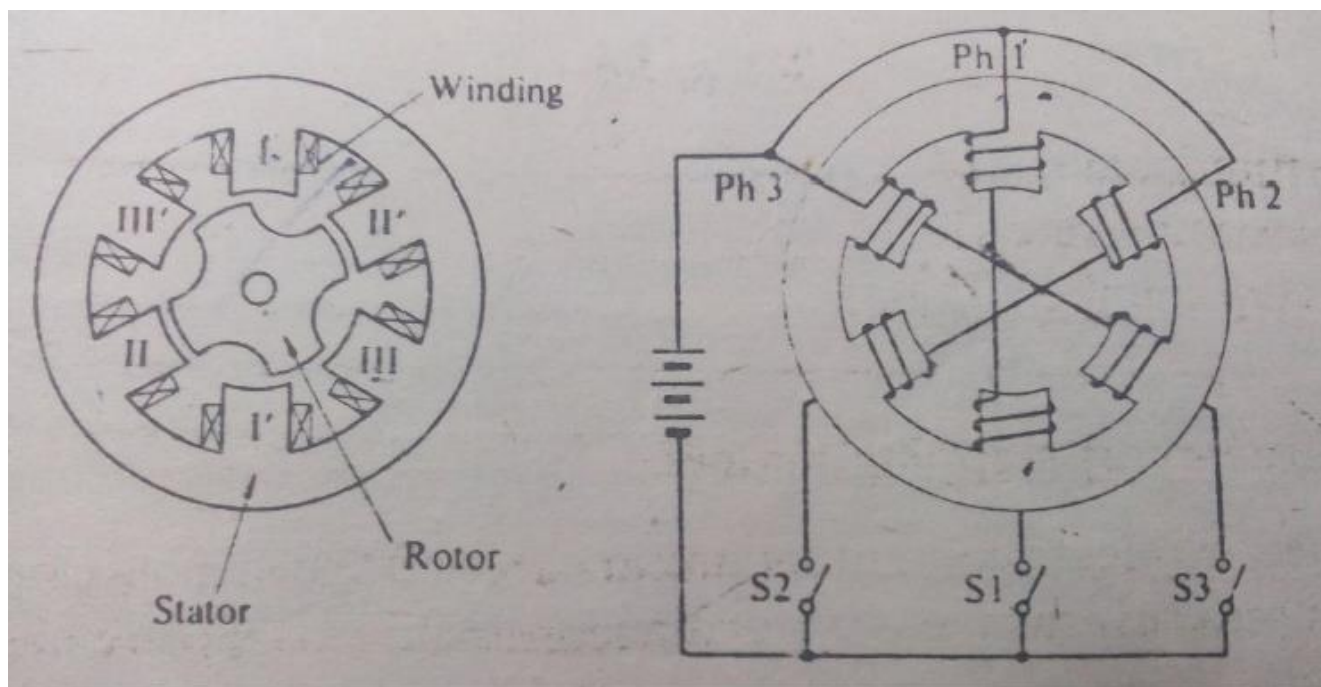 Winding
I
III'
II'
II
III
I'
Rotor
Stator
Ph 1'
Ph 3
Ph 2
S2
S1
S3